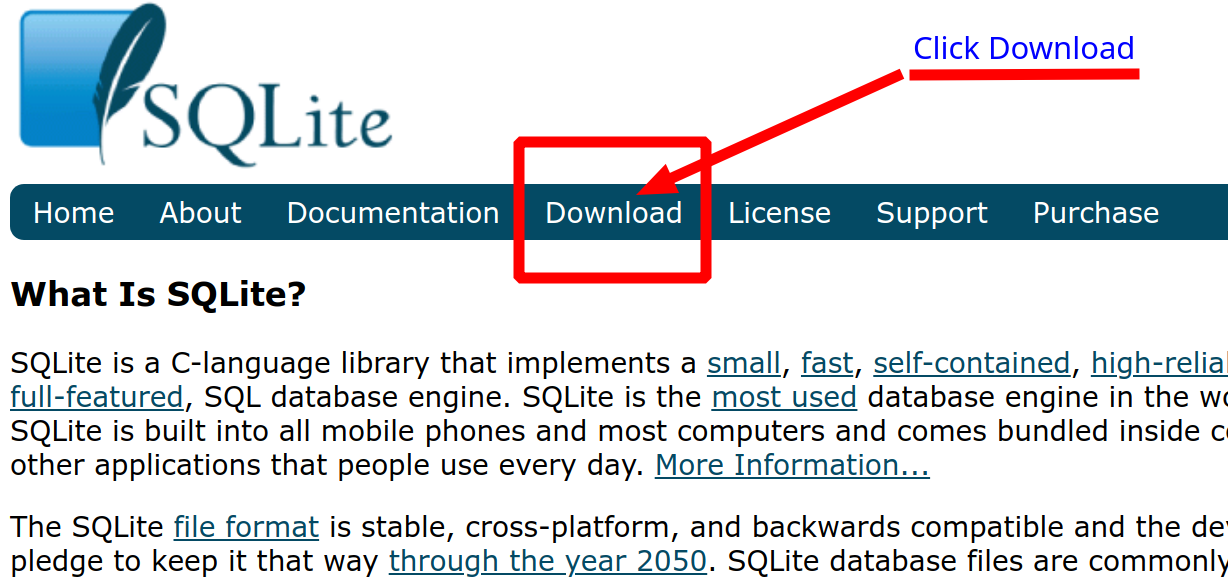 SQLite
Click Download
Home About Documentation Download License Support Purchase
What Is SQLite?
SQLite is a C-language library that implements a small, fast, self-contained,
full-featured, SQL database engine. SQLite is the most used database engine in the
SQLite is built into all mobile phones and most computers and comes bundled inside
other applications that people use every day. More Information...
The SQLite file format is stable, cross-platform, and backwards compatible and the
pledge to keep it that way through the year 2050. SQLite database files are commonly